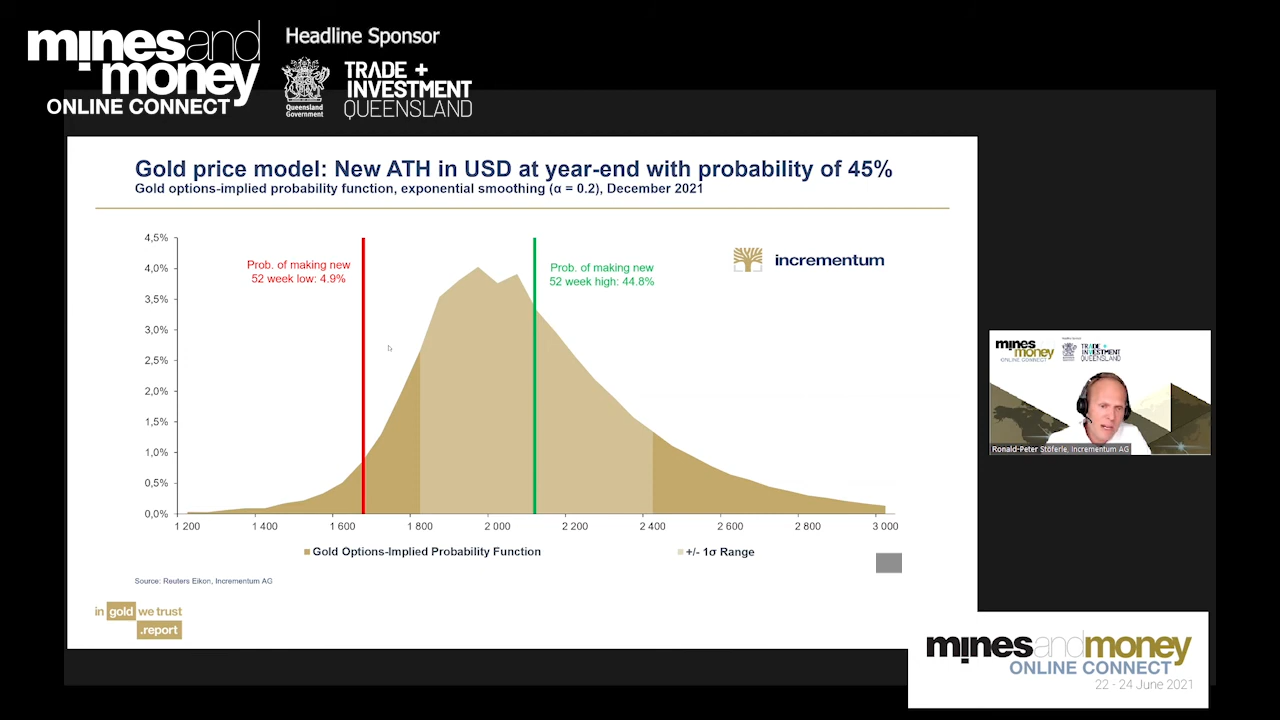 mines and
money
ONLINE CONNECT
Headline Sponsor
Queensland
Government
TRADE +
INVESTMENT
QUEENSLAND
Gold price model: New ATH in USD at year-end with probability of 45%
Gold options-implied probability function, exponential smoothing (α = 0.2), December 2021
4,5%
4,0%
3,5%
3,0%
2,5%
2,0%
1,5%
1,0%
0,5%
0,0%
Prob. of making new
52 week low: 4.9%
Prob. of making new
52 week high: 44.8%
incrementum
1 200 1 400 1 600 1 800 2 000 2 200 2 400 2 600 2 800 3 000
Gold Options-Implied Probability Function
+/- 1σ Range
Source: Reuters Eikon, Incrementum AG
in gold we trust
.report
mines and
money
ONLINE CONNECT
TRADE +
INVESTMENT
QUEENSLAND
Ronald-Peter Stöferle, Incrementum AG
mines and money
ONLINE CONNECT
22 - 24 June 2021